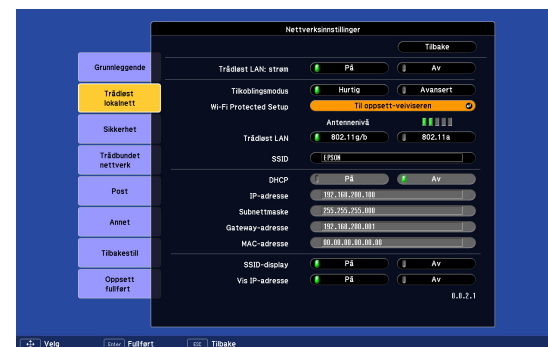 Nettverksinnstillinger
Tilbake
Grunnleggende
Trådløst LAN: strøm På Av
Trådløst
lokalnett
Tilkoblingsmodus Hurtig Avansert
Wi-Fi Protected Setup Til oppsett-veiviseren
Sikkerhet
Antennenivå
Trådløst LAN 802.11g/b 802.11a
Trådbundet
nettverk
SSID EPSON
DHCP På Av
Post
IP-adresse 192.168.200.100
Subnettmaske 255.255.255.000
Annet
Gateway-adresse 192.168.200.001
MAC-adresse 00.00.00.00.00.00
Tilbakestill
SSID-display På Av
Oppsett
fullført
Vis IP-adresse På Av
0.0.2.1
Velg Enter Fullført ESC Tilbake